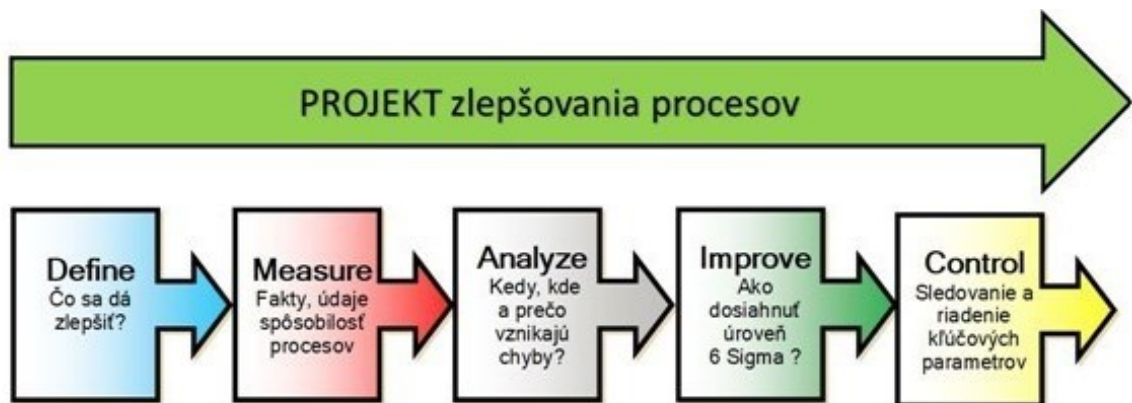 PROJEKT zlepšovania procesov
Define
Čo sa dá
zlepšiť?
Measure
Fakty, údaje
spôsobilosť
procesov
Analyze
Kedy, kde
a prečo
vznikajú
chyby?
Improve
Ako
dosiahnuť
úroveň
6 Sigma ?
Control
Sledovanie a
riadenie
kľúčových
parametrov